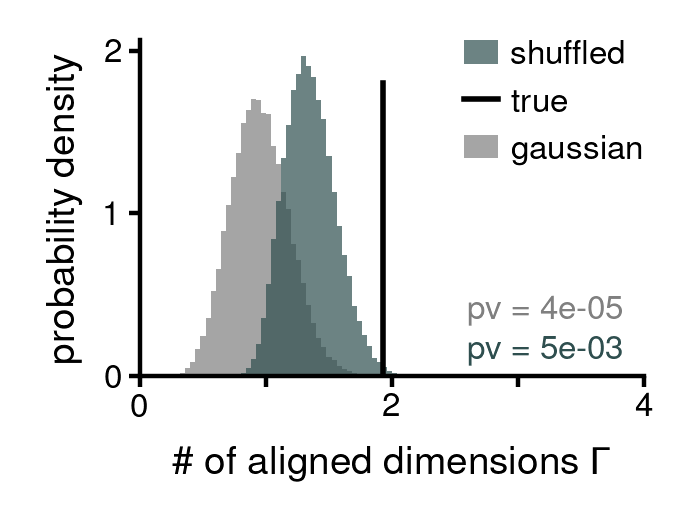 shuffled
true
gaussian
probability density
2
1
0
pv = 4e-05
pv = 5e-03
0
2
4
# of aligned dimensions Γ